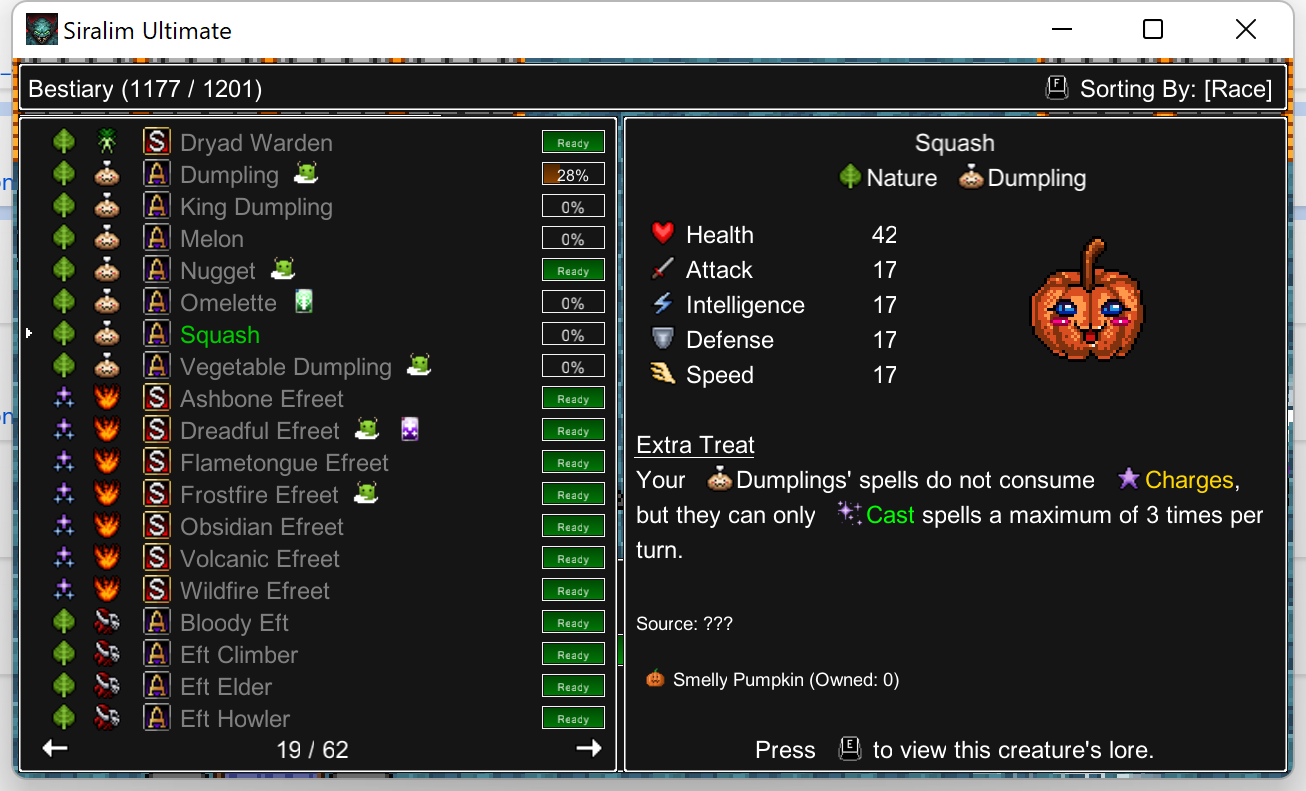 Siralim Ultimate
Bestiary (1177 / 1201)
F Sorting By: [Race]
S Dryad Warden Ready
A Dumpling 28%
A King Dumpling 0%
A Melon 0%
A Nugget Ready
A Omelette 0%
A Squash 0%
A Vegetable Dumpling 0%
S Ashbone Efreet Ready
S Dreadful Efreet Ready
S Flametongue Efreet Ready
S Frostfire Efreet Ready
S Obsidian Efreet Ready
S Volcanic Efreet Ready
S Wildfire Efreet Ready
A Bloody Eft Ready
A Eft Climber Ready
A Eft Elder Ready
A Eft Howler Ready
19 / 62
Squash
Nature Dumpling
Health 42
Attack 17
Intelligence 17
Defense 17
Speed 17
Extra Treat
Your Dumplings' spells do not consume Charges,
but they can only Cast spells a maximum of 3 times per
turn.
Source: ???
Smelly Pumpkin (Owned: 0)
Press E to view this creature's lore.